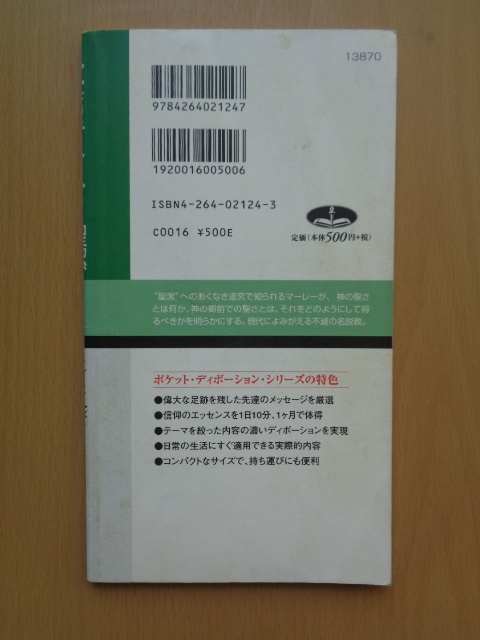 13870
9784264021247
1920016005006
ISBN4-264-02124-3
C0016 ¥500E
定価(本体500円+税)
"聖潔"へのあくなき追究で知られるマーレーが、神の聖さ
とは何か、神の御前での聖さとは、それをどのようにして得
るべきかを明らかにする。現代によみがえる不滅の名説教。
ポケット・ディボーション・シリーズの特色
●偉大な足跡を残した先達のメッセージを厳選
●信仰のエッセンスを1日10分、1ヶ月で体得
●テーマを絞った内容の濃いディボーションを実現
●日常の生活にすぐ適用できる実際的内容
●コンパクトなサイズで、持ち運びにも便利